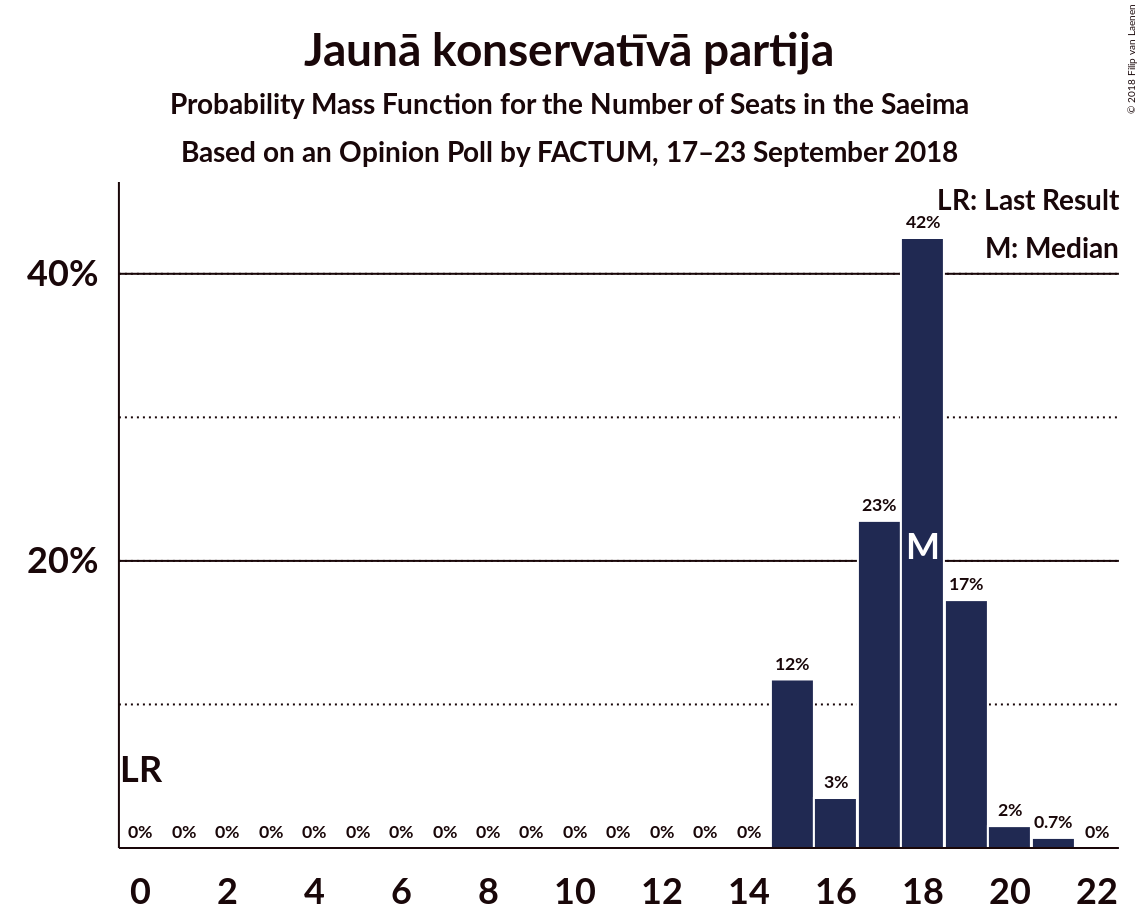 Jaunā konservatīvā partija
Probability Mass Function for the Number of Seats in the Saeima
Based on an Opinion Poll by FACTUM, 17–23 September 2018
© 2018 Filip van Laenen
LR: Last Result
M: Median
40%
20%
LR
M
0% 0% 0% 0% 0% 0% 0% 0% 0% 0% 0% 0% 0% 0% 0% 12% 3% 23% 42% 17% 2% 0.7% 0%
0 2 4 6 8 10 12 14 16 18 20 22